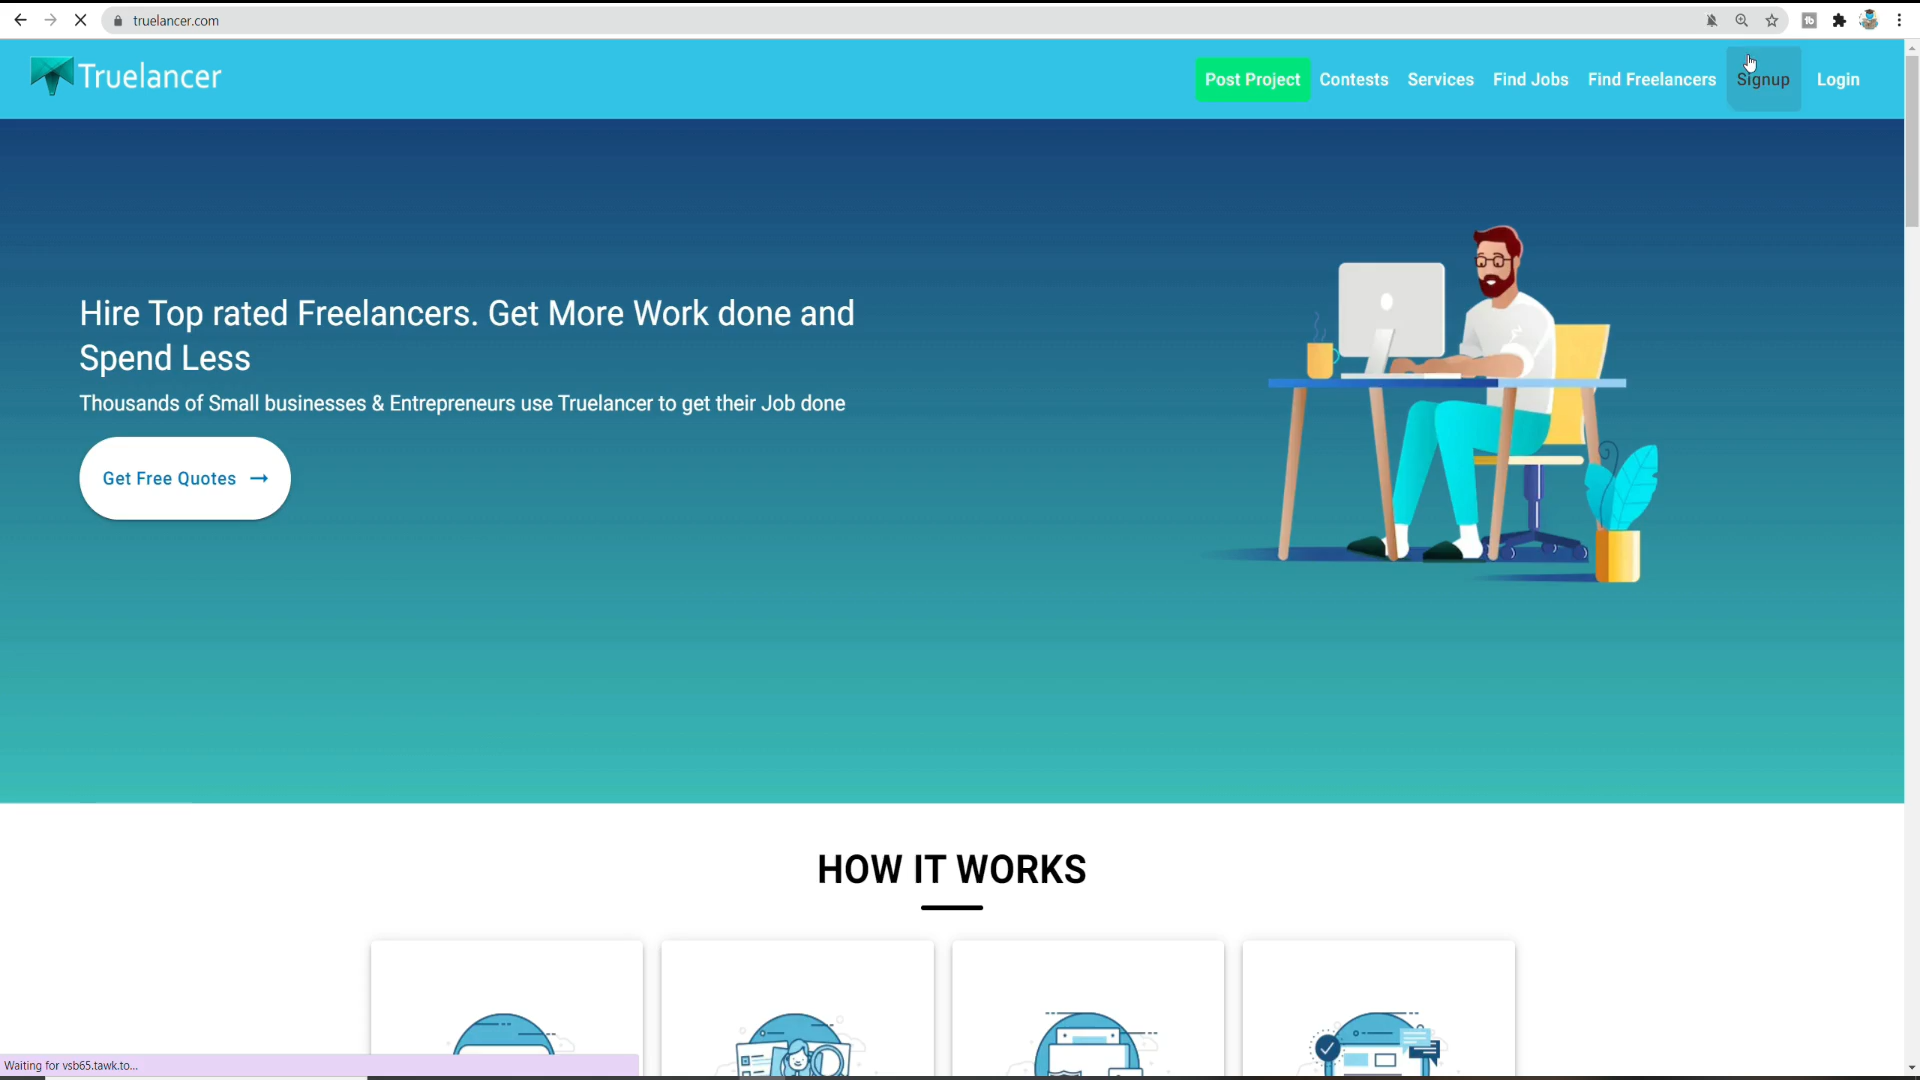 truelancer.com
Truelancer
Post Project
Contests
Services
Find Jobs
Find Freelancers
Signup
Login
Hire Top rated Freelancers. Get More Work done and
Spend Less
Thousands of Small businesses & Entrepreneurs use Truelancer to get their Job done
Get Free Quotes →
HOW IT WORKS
Waiting for vsb65.tawk.to...